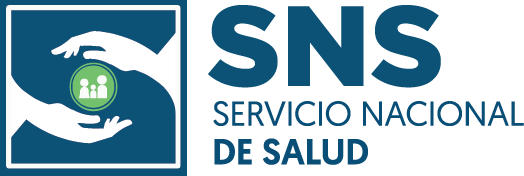 SNS
SERVICIO NACIONAL
DE SALUD